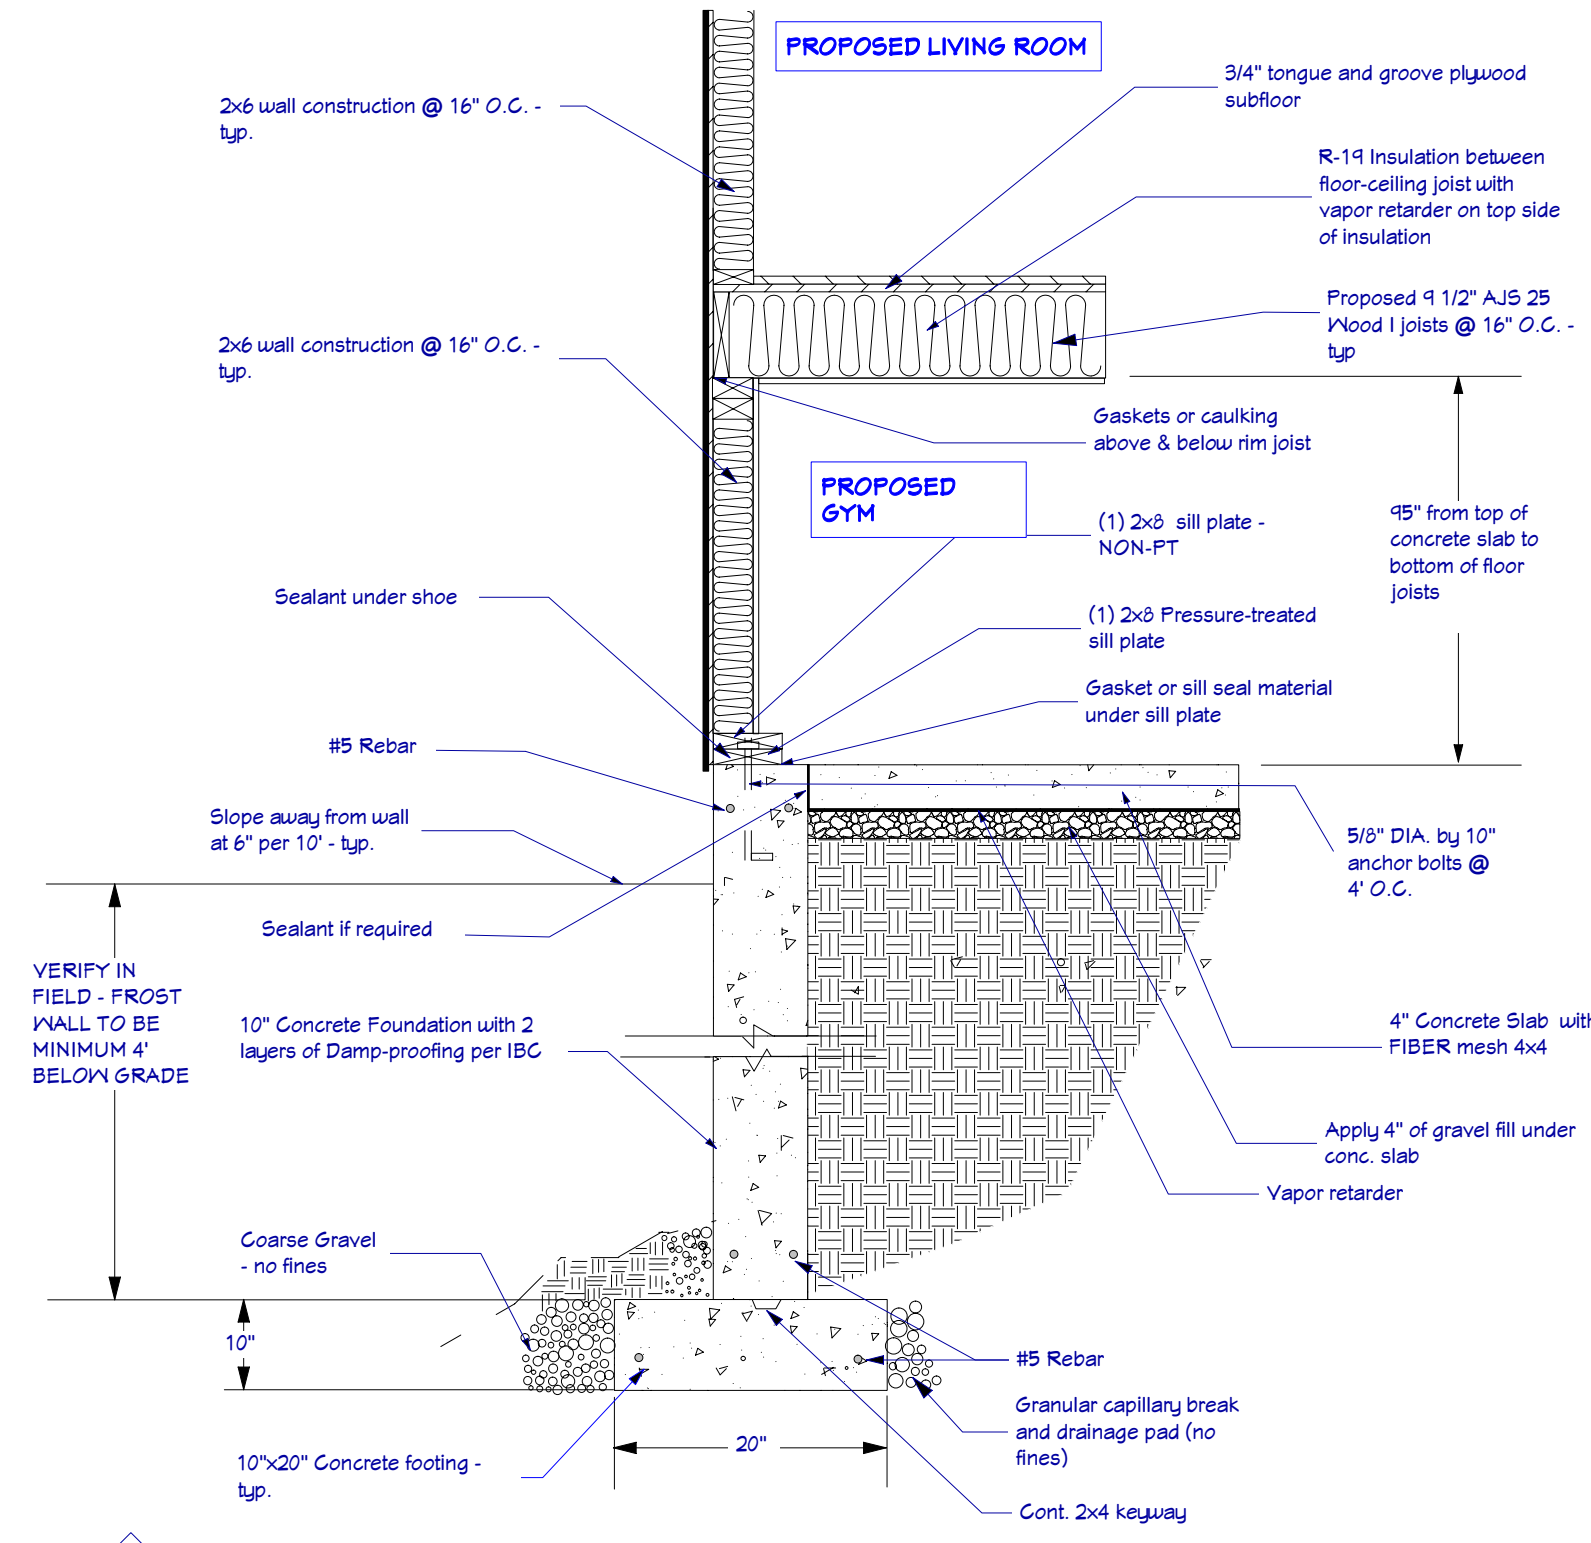 PROPOSED LIVING ROOM
3/4" tongue and groove plywood
subfloor
2x6 wall construction @ 16" O.C. -
typ.
R-19 Insulation between
floor-ceiling joist with
vapor retarder on top side
of insulation
Proposed 9 1/2" AJS 25
Wood I joists @ 16" O.C. -
typ
2x6 wall construction @ 16" O.C. -
typ.
Gaskets or caulking
above & below rim joist
PROPOSED
GYM
(1) 2x8 sill plate -
NON-PT
95" from top of
concrete slab to
bottom of floor
joists
Sealant under shoe
(1) 2x8 Pressure-treated
sill plate
Gasket or sill seal material
under sill plate
#5 Rebar
Slope away from wall
at 6" per 10' - typ.
5/8" DIA. by 10"
anchor bolts @
4' O.C.
Sealant if required
VERIFY IN
FIELD - FROST
WALL TO BE
MINIMUM 4'
BELOW GRADE
10" Concrete Foundation with 2
layers of Damp-proofing per IBC
4" Concrete Slab with
FIBER mesh 4x4
Apply 4" of gravel fill under
conc. slab
Vapor retarder
Coarse Gravel
- no fines
10"
#5 Rebar
Granular capillary break
and drainage pad (no
fines)
20"
10"x20" Concrete footing -
typ.
Cont. 2x4 keyway